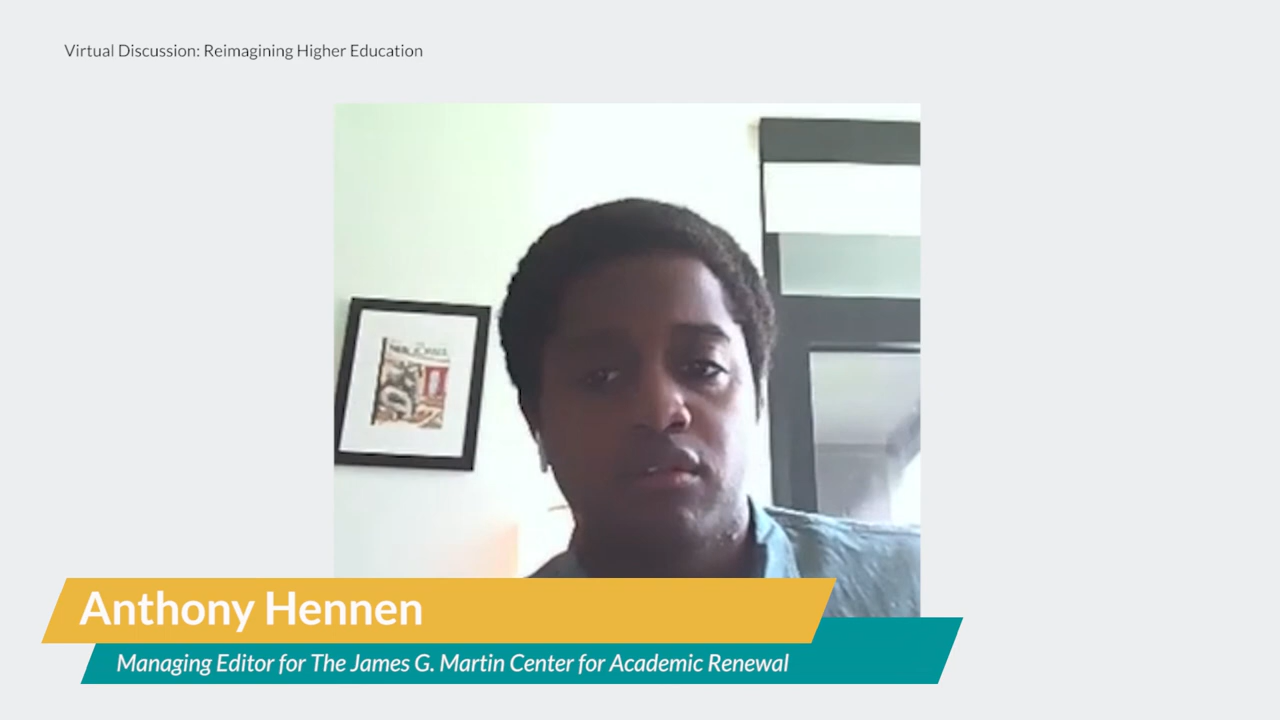 Virtual Discussion: Reimagining Higher Education
Anthony Hennen
Managing Editor for The James G. Martin Center for Academic Renewal